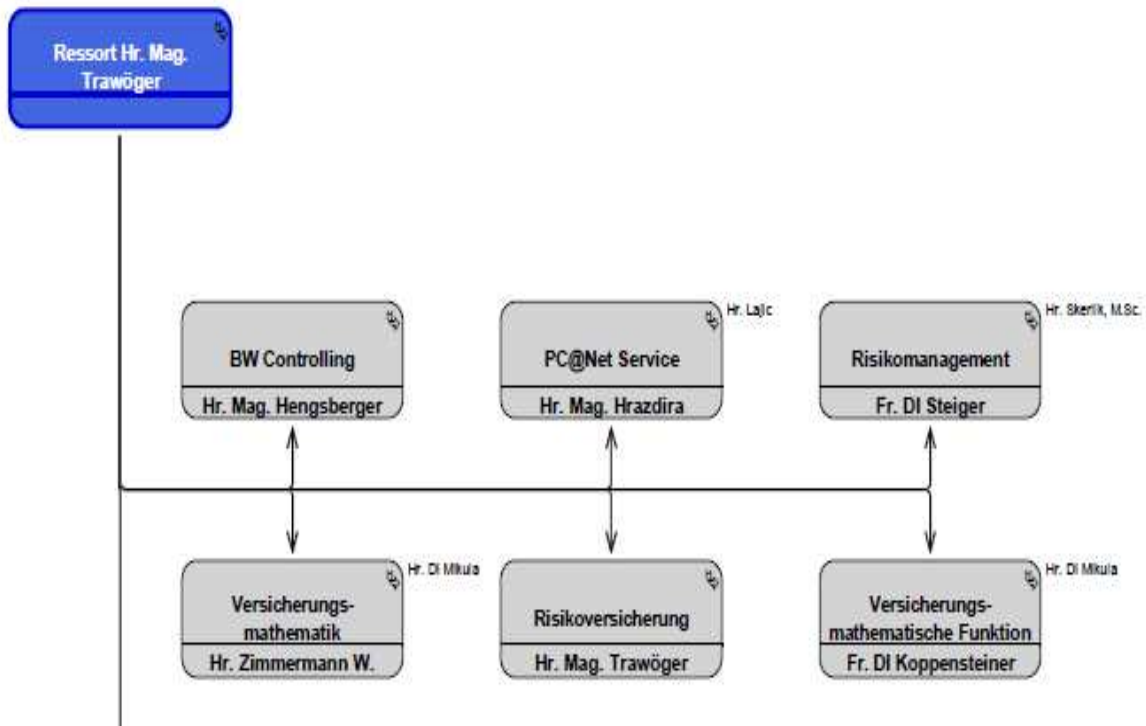 Ressort Hr. Mag.
Trawöger
BW Controlling
Hr. Mag. Hengsberger
PC@Net Service
Hr. Mag. Hrazdira
Hr. Lajic
Risikomanagement
Fr. DI Steiger
Hr. Skerlik, M.Sc.
Versicherungs-
mathematik
Hr. Zimmermann W.
Hr. DI Mikula
Risikoversicherung
Hr. Mag. Trawöger
Versicherungs-
mathematische Funktion
Fr. DI Koppensteiner
Hr. DI Mikula